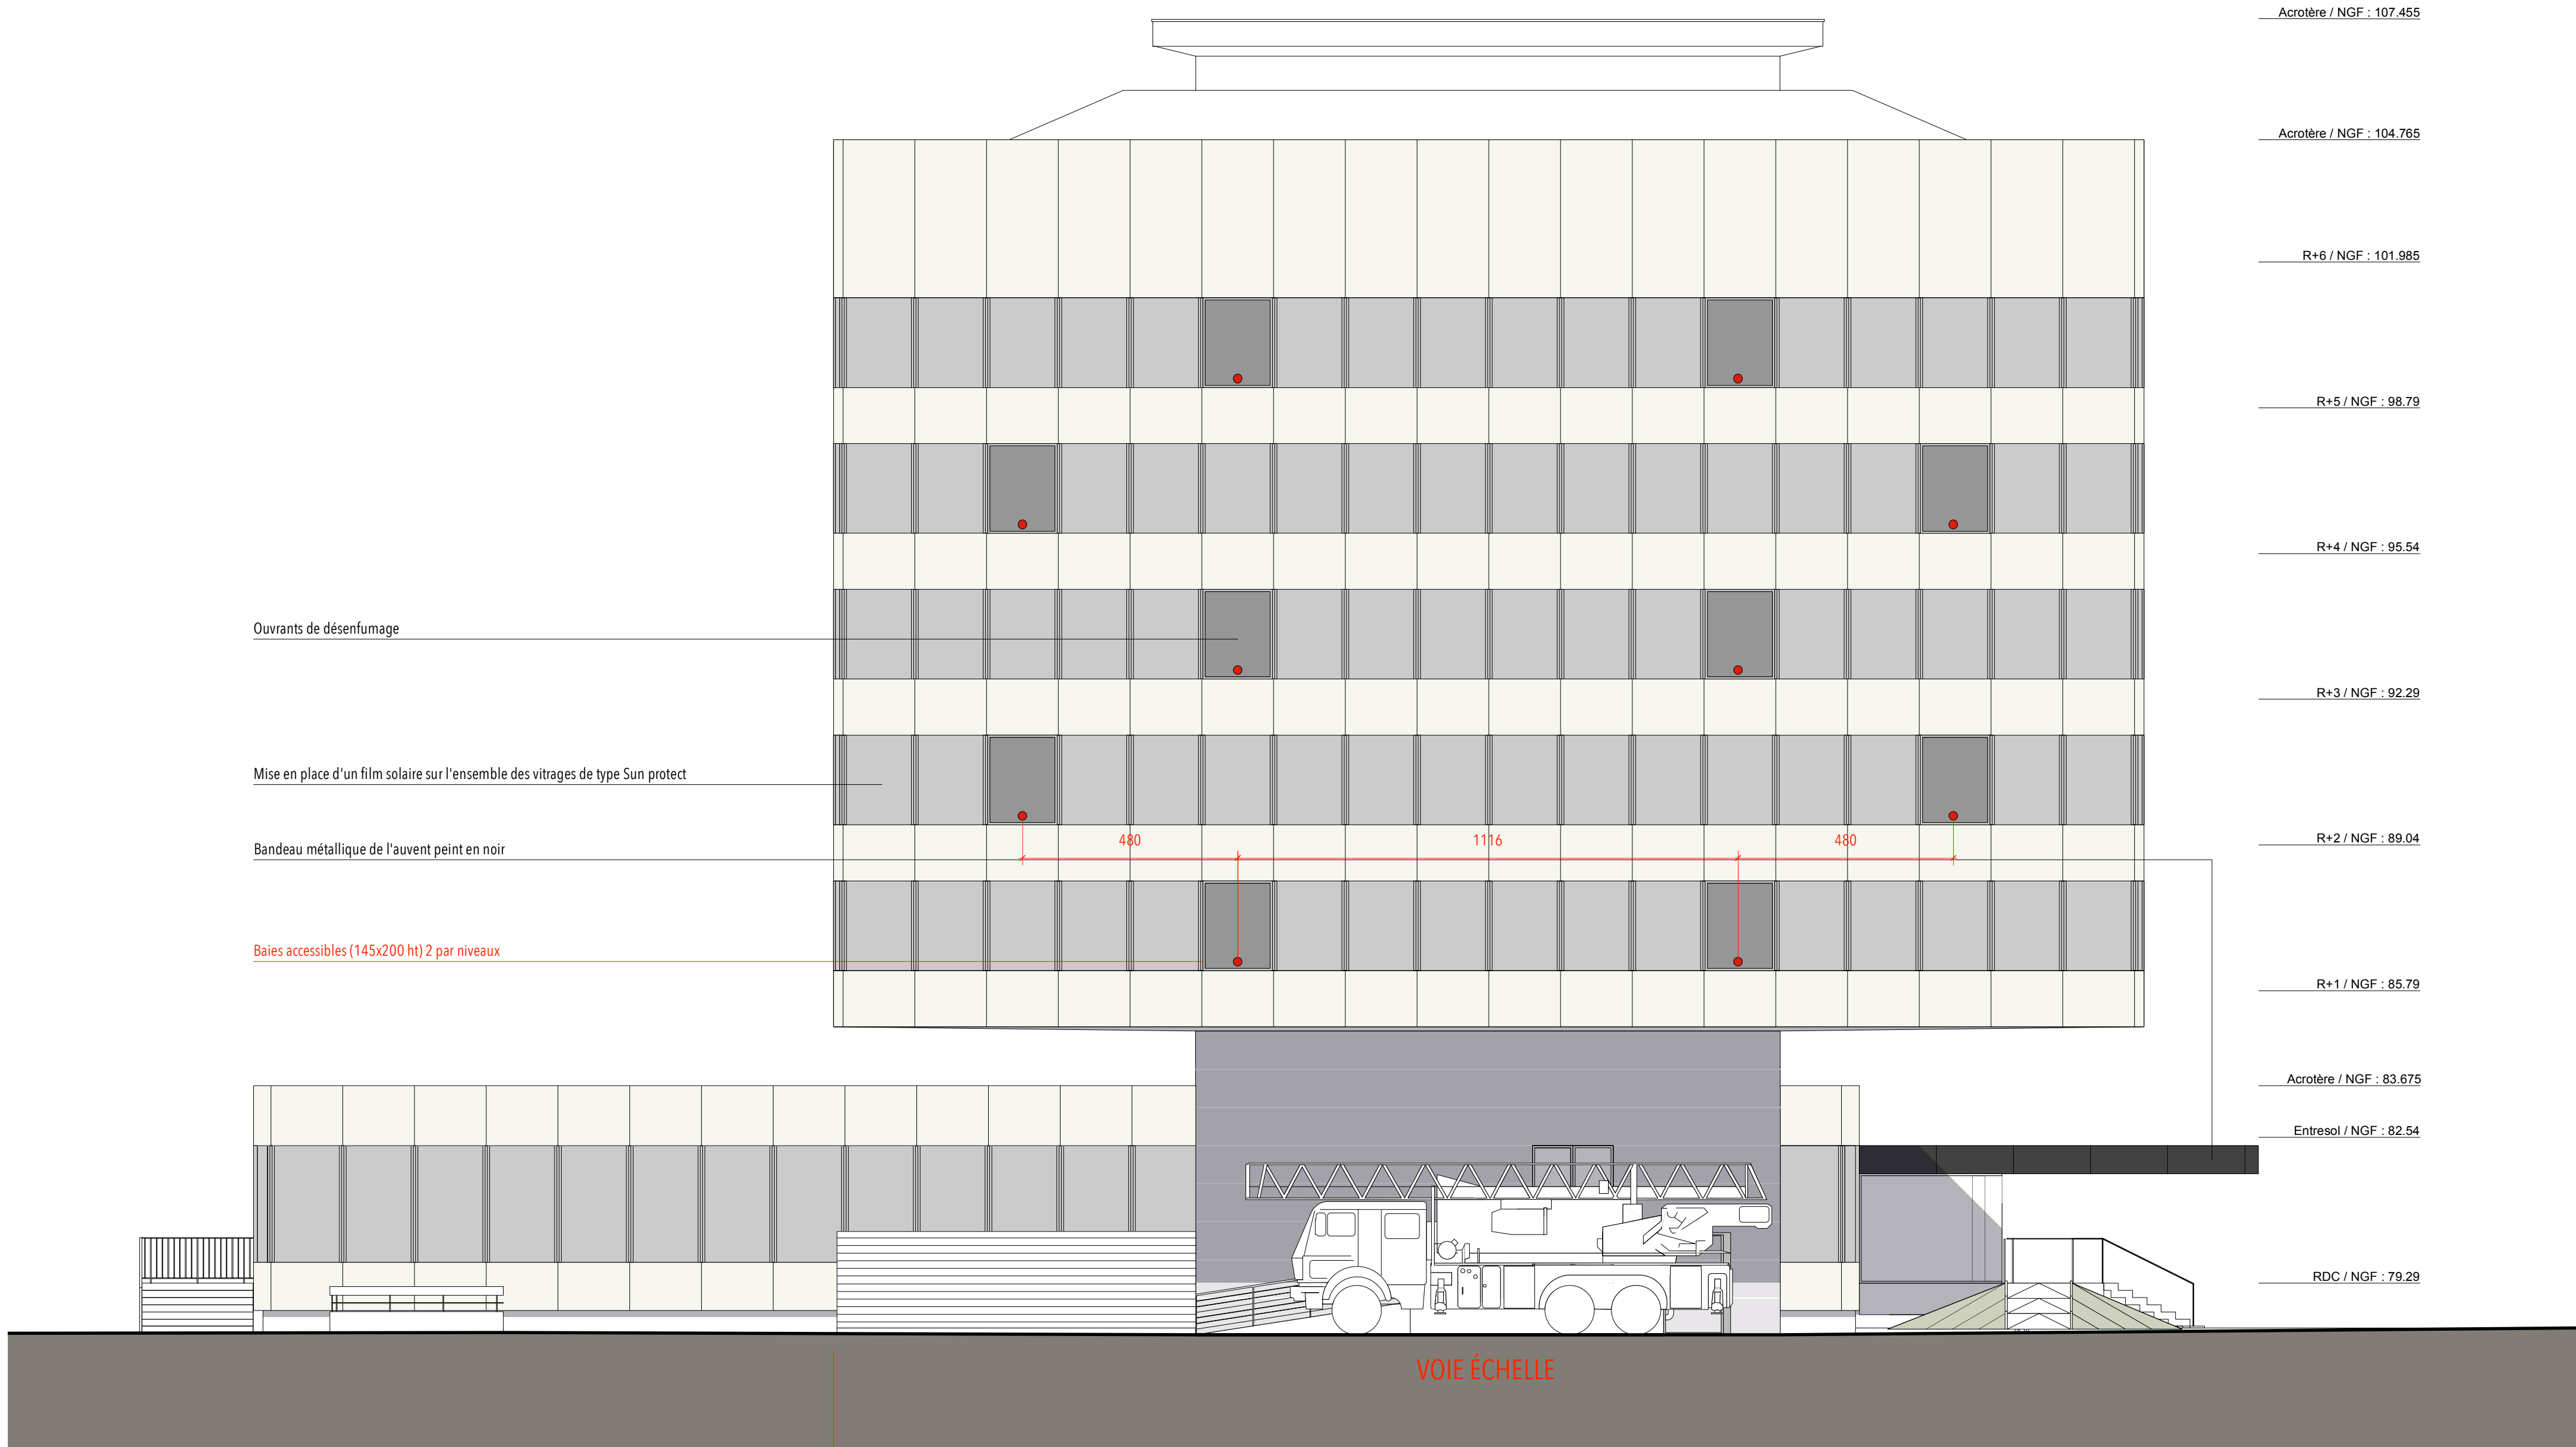 Acrotère / NGF : 107.455
Acrotère / NGF : 104.765
R+6 / NGF : 101.985
R+5 / NGF : 98.79
R+4 / NGF : 95.54
Ouvrants de désenfumage
R+3 / NGF : 92.29
Mise en place d'un film solaire sur l'ensemble des vitrages de type Sun protect
480
1116
480
R+2 / NGF : 89.04
Bandeau métallique de l'auvent peint en noir
Baies accessibles (145x200 ht) 2 par niveaux
R+1 / NGF : 85.79
Acrotère / NGF : 83.675
Entresol / NGF : 82.54
RDC / NGF : 79.29
VOIE ÉCHELLE